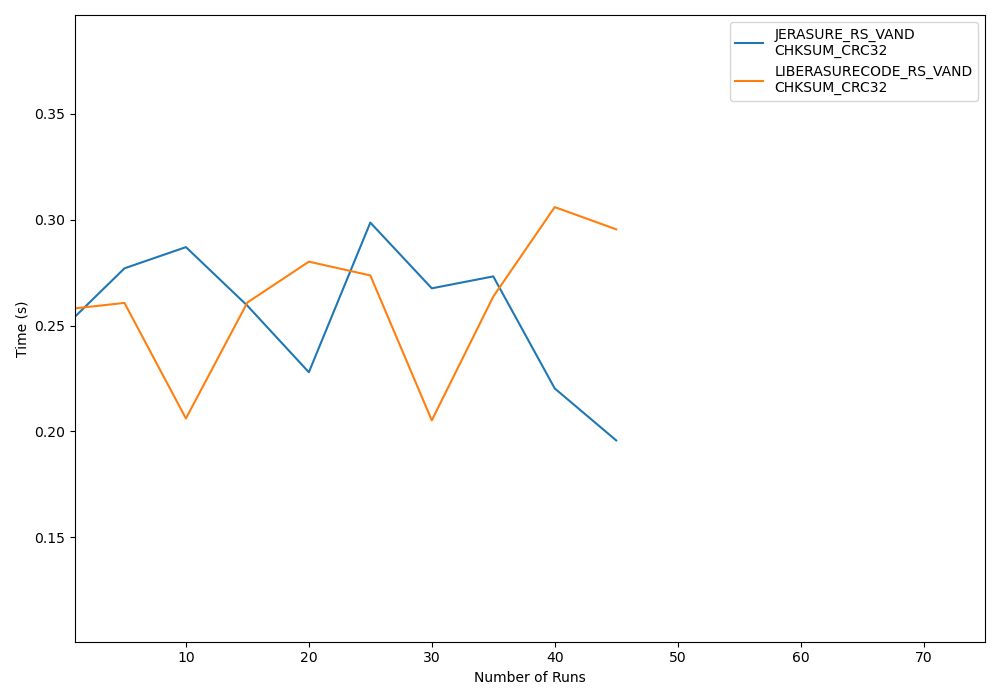 JERASURE_RS_VAND
CHKSUM_CRC32
LIBERASURECODE_RS_VAND
CHKSUM_CRC32
0.35
0.30
0.25
0.20
0.15
Time (s)
10 20 30 40 50 60 70
Number of Runs